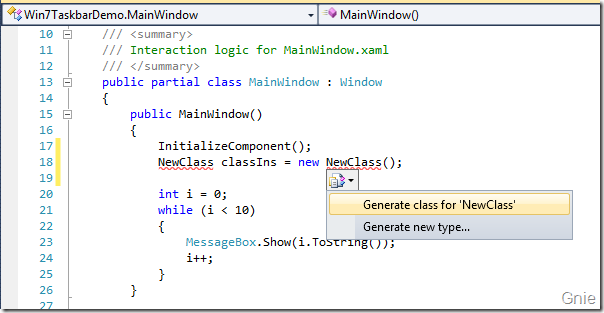 Win7TaskbarDemo.MainWindow MainWindow()
10 /// <summary>
11 /// Interaction logic for MainWindow.xaml
12 /// </summary>
13 public partial class MainWindow : Window
14 {
15 public MainWindow()
16 {
17 InitializeComponent();
18 NewClass classIns = new NewClass();
19
20 int i = 0;
21 while (i < 10)
22 {
23 MessageBox.Show(i.ToString());
24 i++;
25 }
26 }
27
Generate class for 'NewClass'
Generate new type...
Gnie